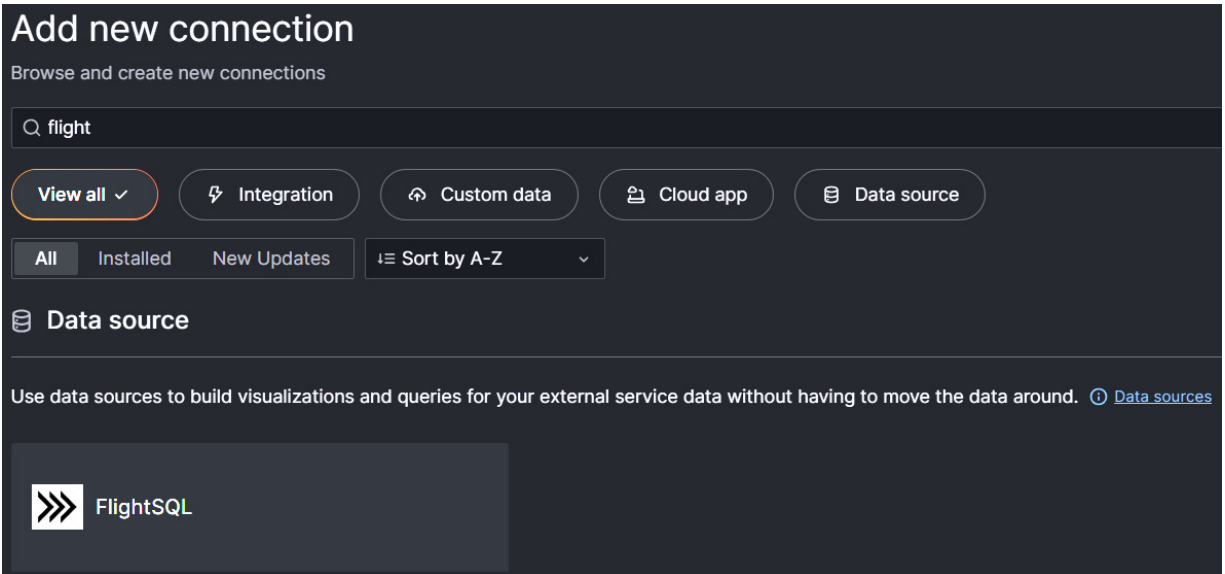 Add new connection
Browse and create new connections
flight
View all Integration Custom data Cloud app Data source
All Installed New Updates Sort by A-Z
Data source
Use data sources to build visualizations and queries for your external service data without having to move the data around. Data sources
FlightSQL